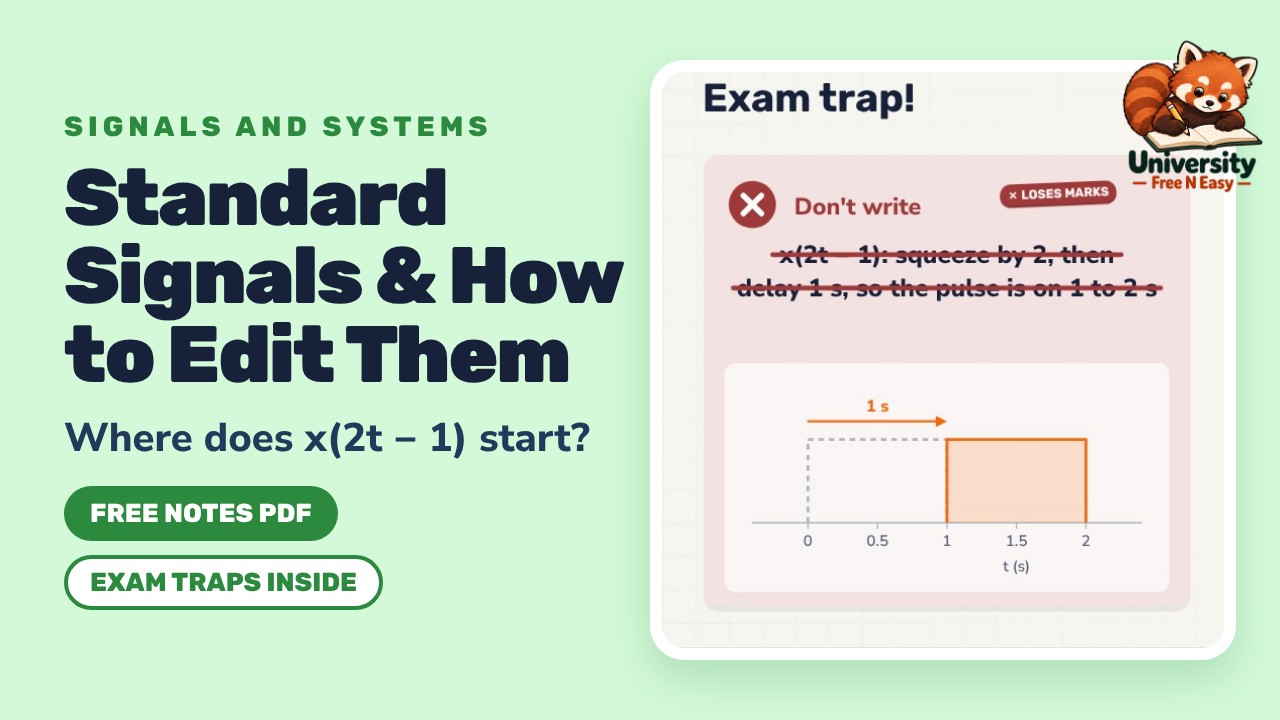 SIGNALS AND SYSTEMS
Standard
Signals & How
to Edit Them
Where does x(2t − 1) start?
FREE NOTES PDF
EXAM TRAPS INSIDE
Exam trap!
× LOSES MARKS
Don't write
x(2t − 1): squeeze by 2, then
delay 1 s, so the pulse is on 1 to 2 s
1 s
0 0.5 1 1.5 2
t (s)
University
Free N Easy